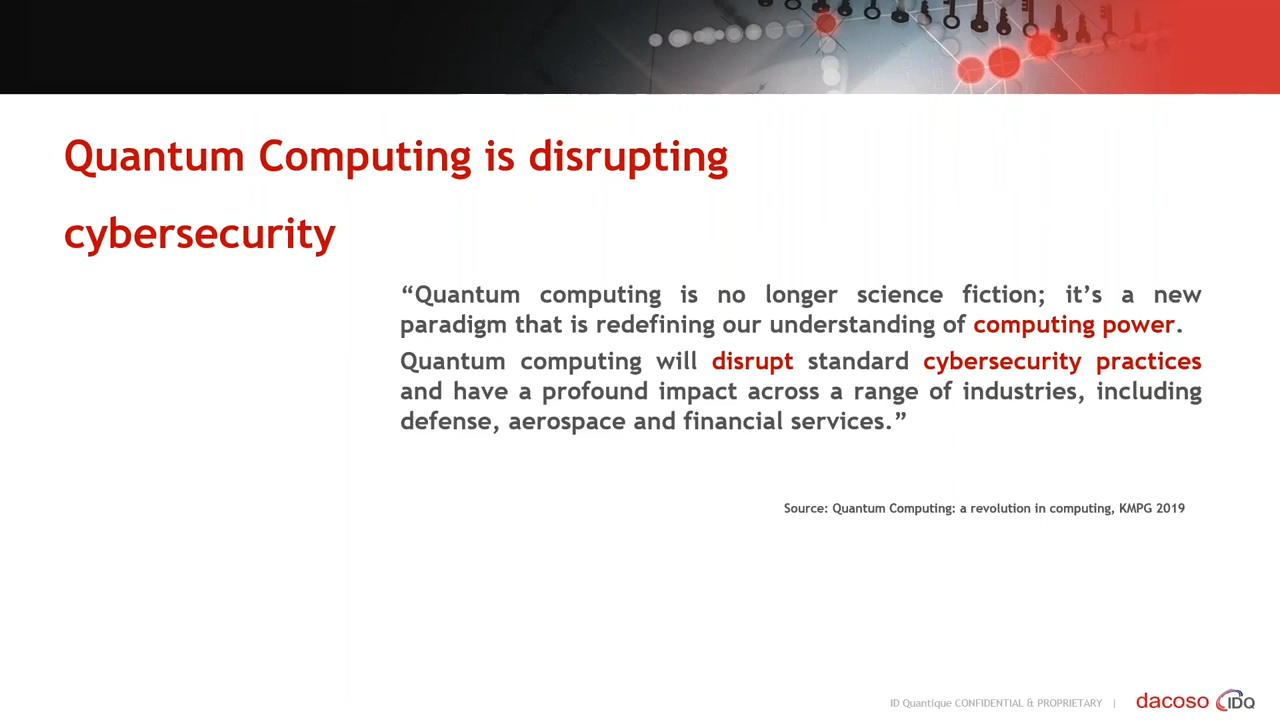 Quantum Computing is disrupting
cybersecurity
“Quantum computing is no longer science fiction; it’s a new
paradigm that is redefining our understanding of computing power.
Quantum computing will disrupt standard cybersecurity practices
and have a profound impact across a range of industries, including
defense, aerospace and financial services.”
Source: Quantum Computing: a revolution in computing, KMPG 2019
ID Quantique CONFIDENTIAL & PROPRIETARY |
dacoso IDQ